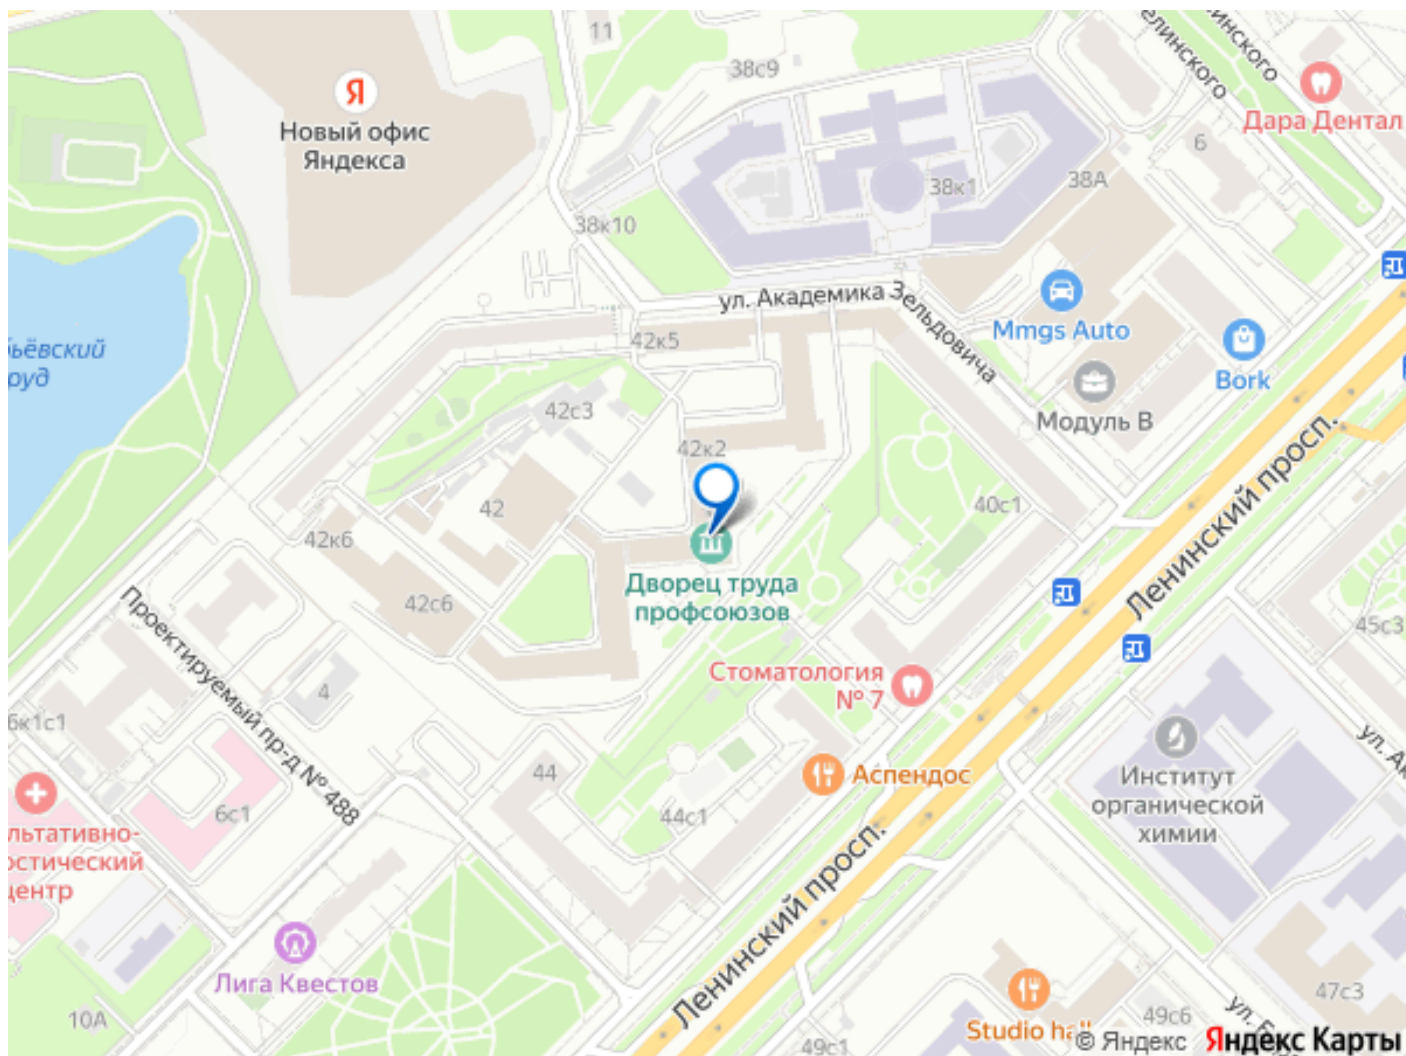 11
38с9
Я
Новый офис
Яндекса
Дара Дентал
6
38к1
38А
38к10
ул. Академика Зельдовича
Mmgs Auto
Bork
42к5
42с3
Модуль В
42к2
42
40с1
42к6
42с6
Дворец труда
профсоюзов
Ленинский просп.
45с3
Проектируемый пр-д № 488
4
Стоматология
№ 7
6к1с1
44
Аспендос
Институт
органической
химии
6с1
44с1
Ленинский просп.
Лига Квестов
10А
47с3
49с6
49с1
© Яндекс
Яндекс Карты